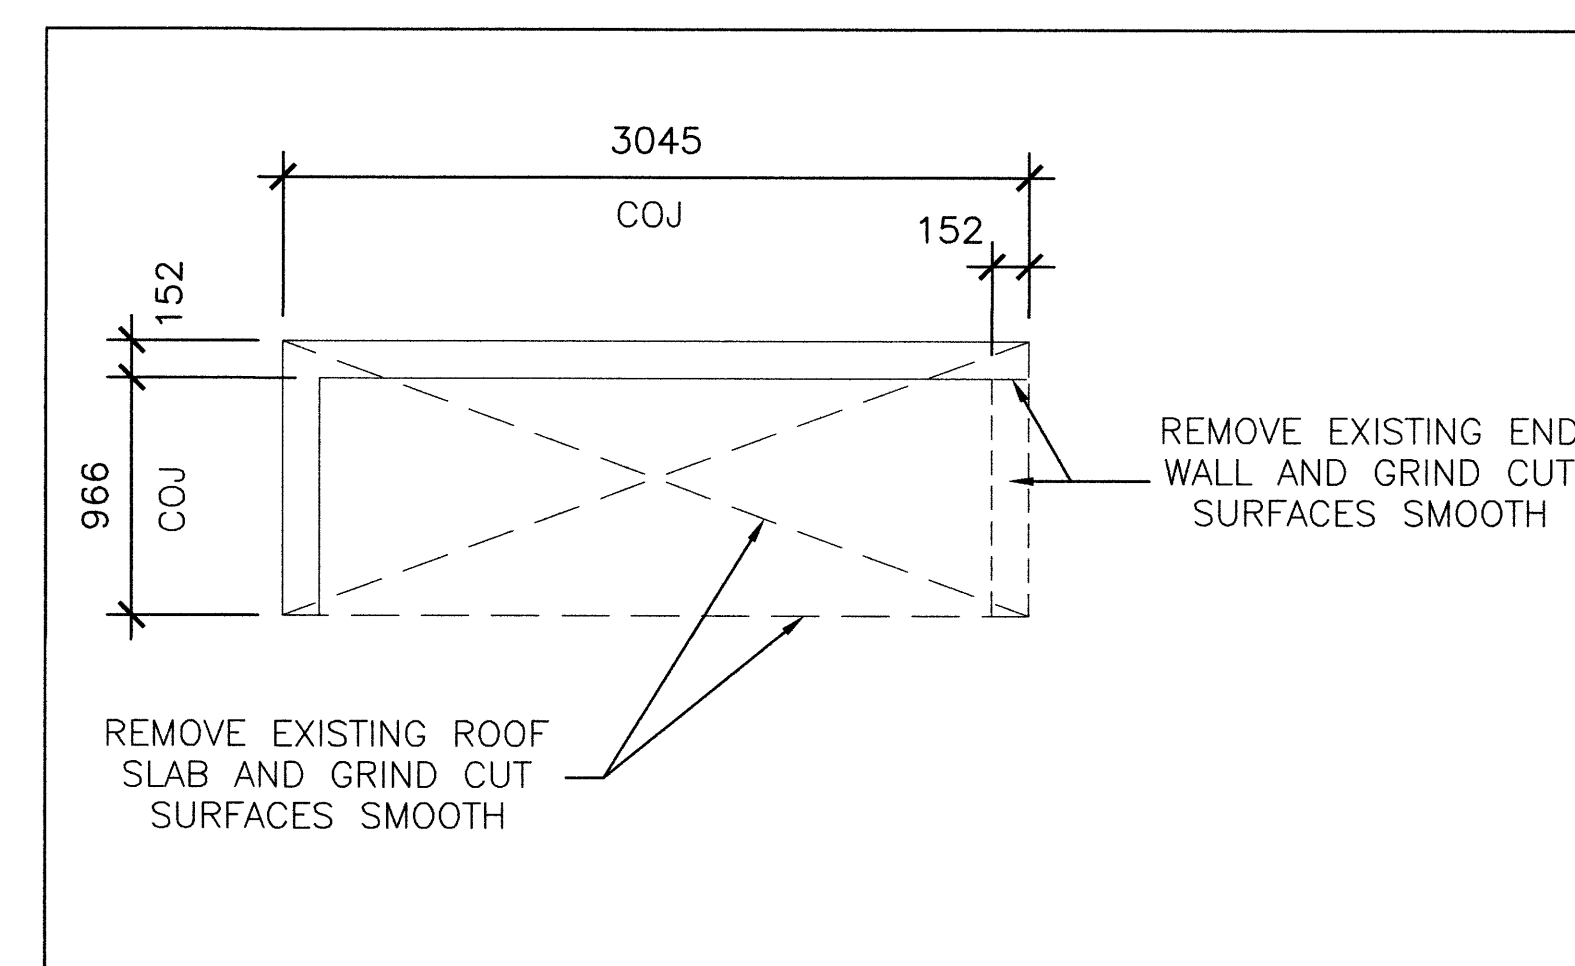 3045
COJ
152
152
966
COJ
REMOVE EXISTING END
WALL AND GRIND CUT
SURFACES SMOOTH
REMOVE EXISTING ROOF
SLAB AND GRIND CUT
SURFACES SMOOTH